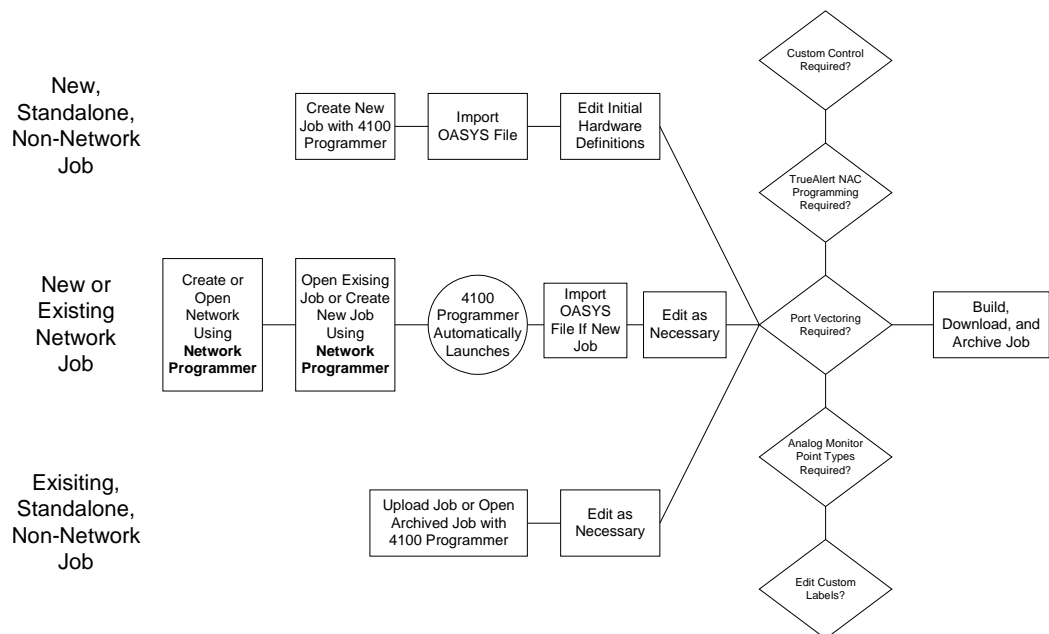 New,
Standalone,
Non-Network
Job
Create New
Job with 4100
Programmer
Import
OASYS File
Edit Initial
Hardware
Definitions
New or
Existing
Network
Job
Create or
Open
Network
Using
Network
Programmer
Open Exising
Job or Create
New Job
Using
Network
Programmer
4100
Programmer
Automatically
Launches
Import
OASYS
File If New
Job
Edit as
Necessary
Exisiting,
Standalone,
Non-Network
Job
Upload Job or Open
Archived Job with
4100 Programmer
Edit as
Necessary
Custom Control
Required?
TrueAlert NAC
Programming
Required?
Port Vectoring
Required?
Analog Monitor
Point Types
Required?
Edit Custom
Labels?
Build,
Download, and
Archive Job